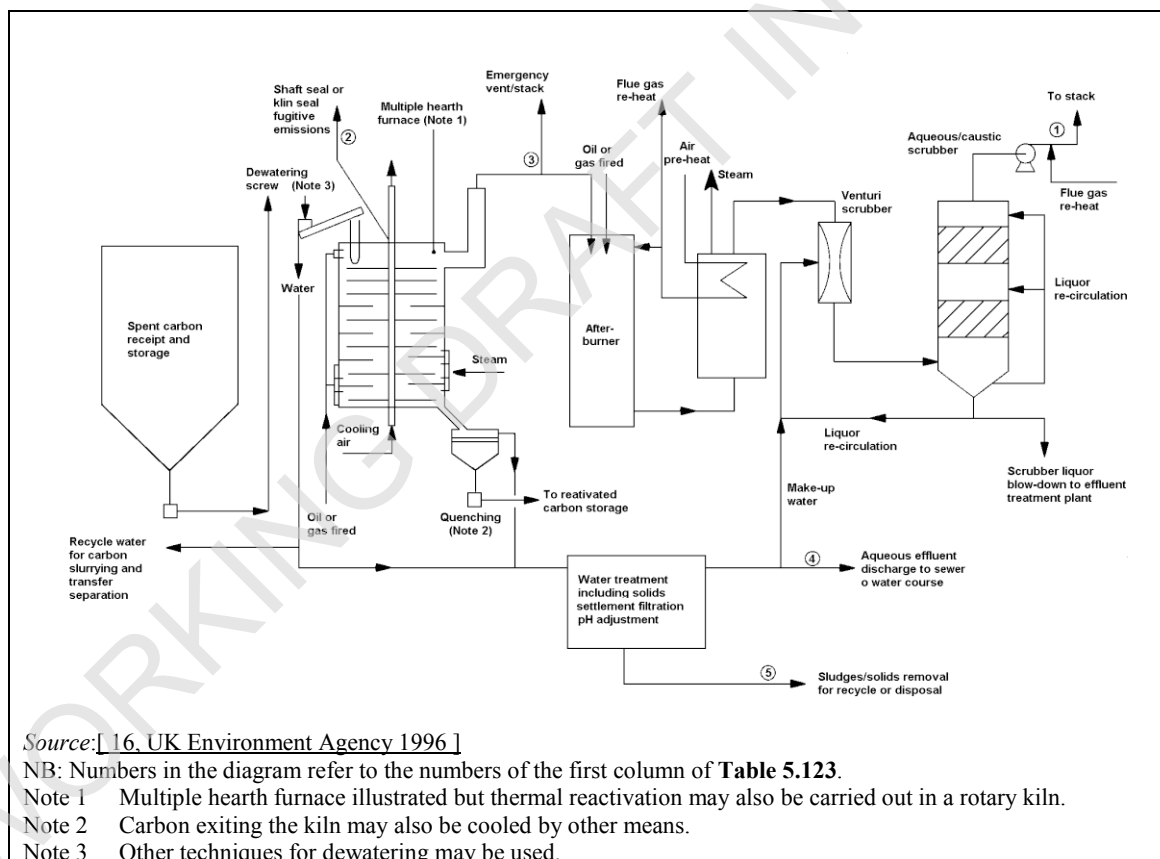 Emergency
vent/stack
Flue gas
re-heat
To stack
Shaft seal or
klin seal
fugitive
emissions
Multiple hearth
furnace (Note 1)
①
②
Aqueous/caustic
scrubber
Dewatering
screw (Note 3)
③
Oil or
gas fired
Air
pre-heat
Steam
Venturi
scrubber
Flue gas
re-heat
Water
Liquor
re-circulation
Spent carbon
receipt and
storage
After-
burner
Steam
Cooling
air
Liquor
re-circulation
Scrubber liquor
blow-down to effluent
treatment plant
Make-up
water
Oil or
gas fired
Quenching
(Note 2)
To reativated
carbon storage
Recycle water
for carbon
slurrying and
transfer
separation
Water treatment
including solids
settlement filtration
pH adjustment
④
Aqueous effluent
discharge to sewer
o water course
⑤
Sludges/solids removal
for recycle or disposal
Source:[ 16, UK Environment Agency 1996 ]
NB: Numbers in the diagram refer to the numbers of the first column of Table 5.123.
Note 1 Multiple hearth furnace illustrated but thermal reactivation may also be carried out in a rotary kiln.
Note 2 Carbon exiting the kiln may also be cooled by other means.
Note 3 Other techniques for dewatering may be used.
WORKING DRAFT IN